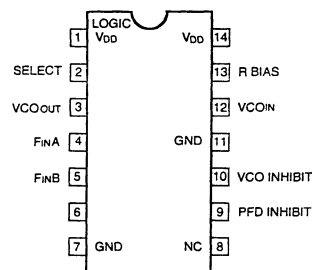 LOGIC
1 VDD VDD 14
SELECT 2 13 R BIAS
VCOOUT 3 12 VCOIN
FINA 4 GND 11
FINB 5 10 VCO INHIBIT
6 9 PFD INHIBIT
7 GND NC 8